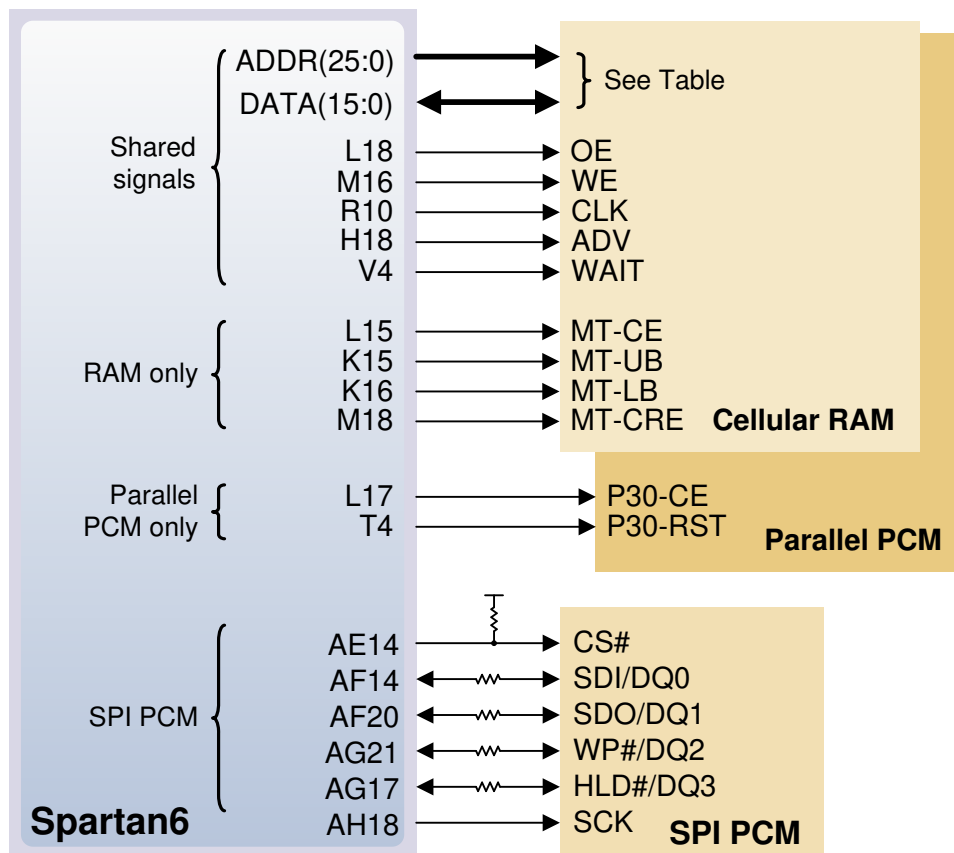 ADDR(25:0)
DATA(15:0)
See Table
Shared
signals
L18 OE
M16 WE
R10 CLK
H18 ADV
V4 WAIT
RAM only
L15 MT-CE
K15 MT-UB
K16 MT-LB
M18 MT-CRE Cellular RAM
Parallel
PCM only
L17 P30-CE
T4 P30-RST
Parallel PCM
SPI PCM
AE14 CS#
AF14 SDI/DQ0
AF20 SDO/DQ1
AG21 WP#/DQ2
AG17 HLD#/DQ3
AH18 SCK
Spartan6
SPI PCM